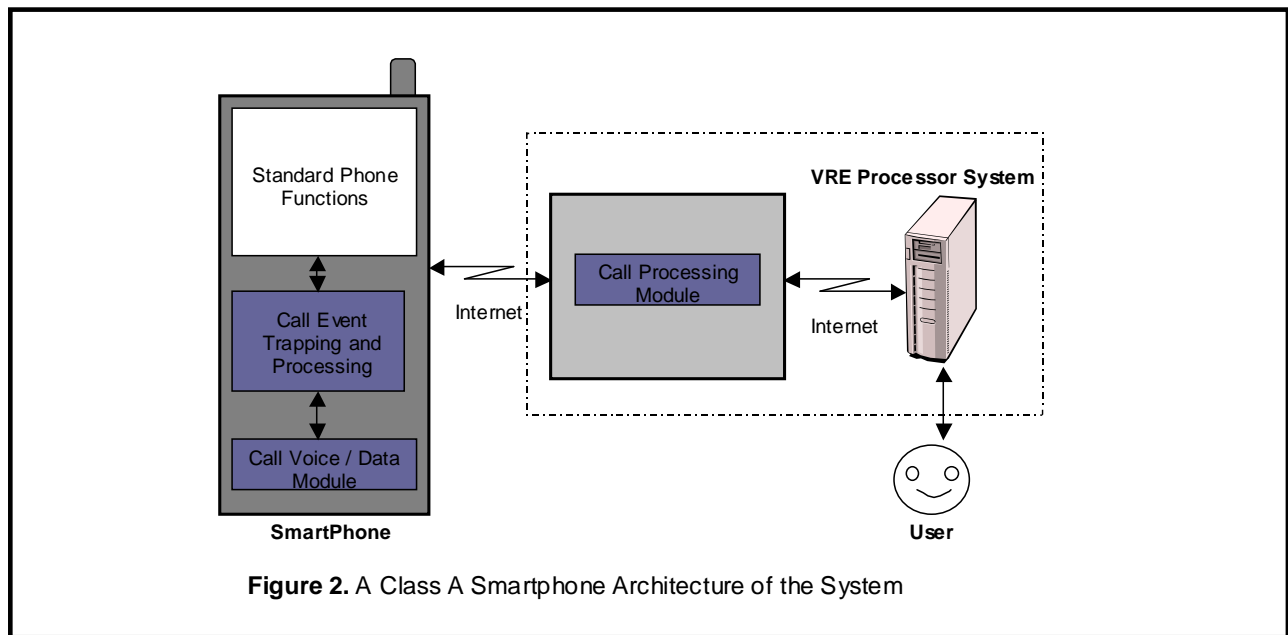 Standard Phone
Functions
Call Event
Trapping and
Processing
Call Voice / Data
Module
SmartPhone
Internet
Call Processing
Module
Internet
VRE Processor System
User
Figure 2. A Class A Smartphone Architecture of the System